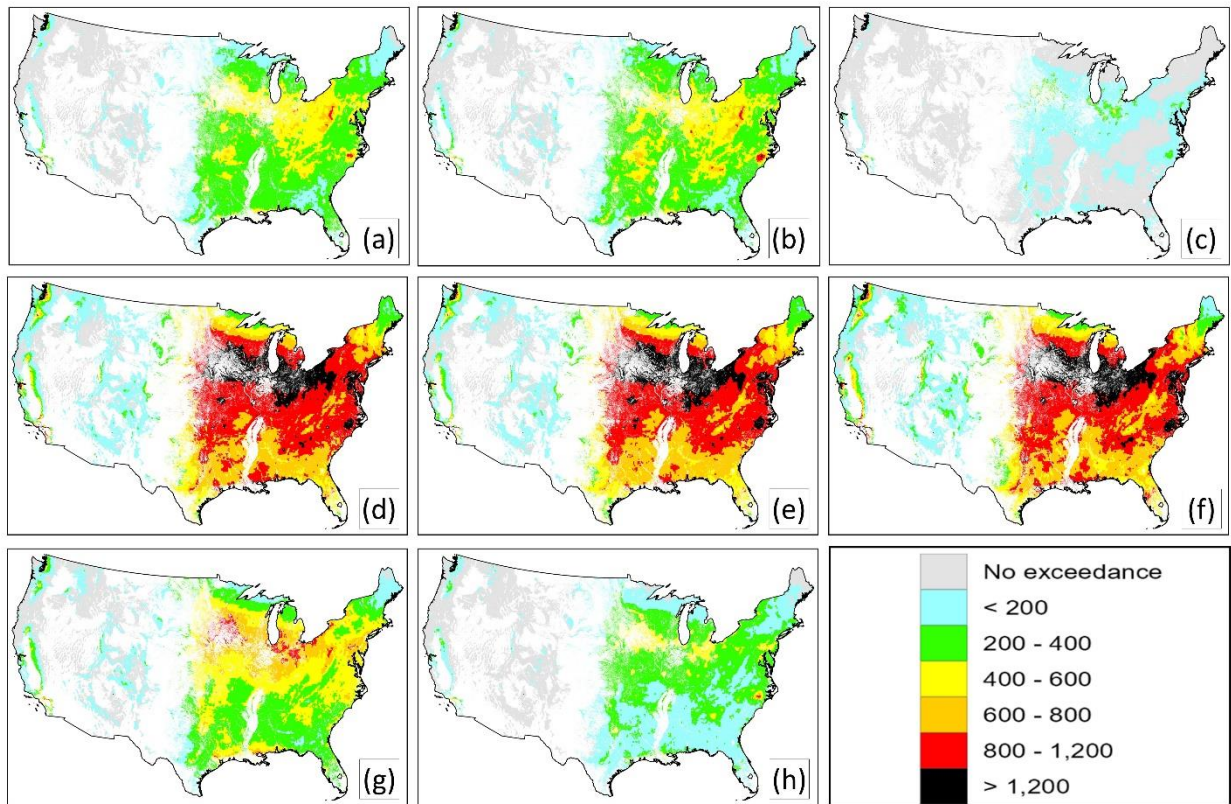 (a)
(b)
(c)
(d)
(e)
(f)
(g)
(h)
No exceedance
< 200
200 - 400
400 - 600
600 - 800
800 - 1,200
> 1,200